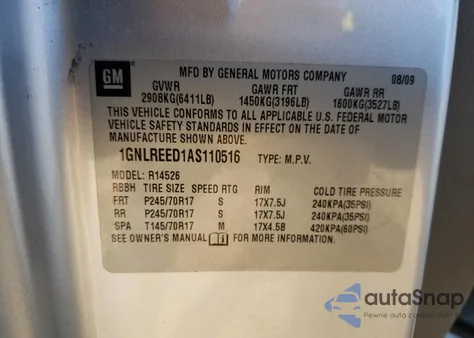 GM
MFD BY GENERAL MOTORS COMPANY 08/09
GVWR GAWR FRT GAWR RR
2908KG(6411LB) 1450KG(3196LB) 1600KG(3527LB)
THIS VEHICLE CONFORMS TO ALL APPLICABLE U.S. FEDERAL MOTOR
VEHICLE SAFETY STANDARDS IN EFFECT ON THE DATE OF
MANUFACTURE SHOWN ABOVE.
1GNLREED1AS110516 TYPE: M.P.V.
MODEL: R14526
RBBH TIRE SIZE SPEED RTG RIM COLD TIRE PRESSURE
FRT P245/70R17 S 17X7.5J 240KPA(35PSI)
RR P245/70R17 S 17X7.5J 240KPA(35PSI)
SPA T145/70R17 M 17X4.5B 420KPA(60PSI)
SEE OWNER'S MANUAL FOR MORE INFORMATION.
autoSnap
Pewne auta z